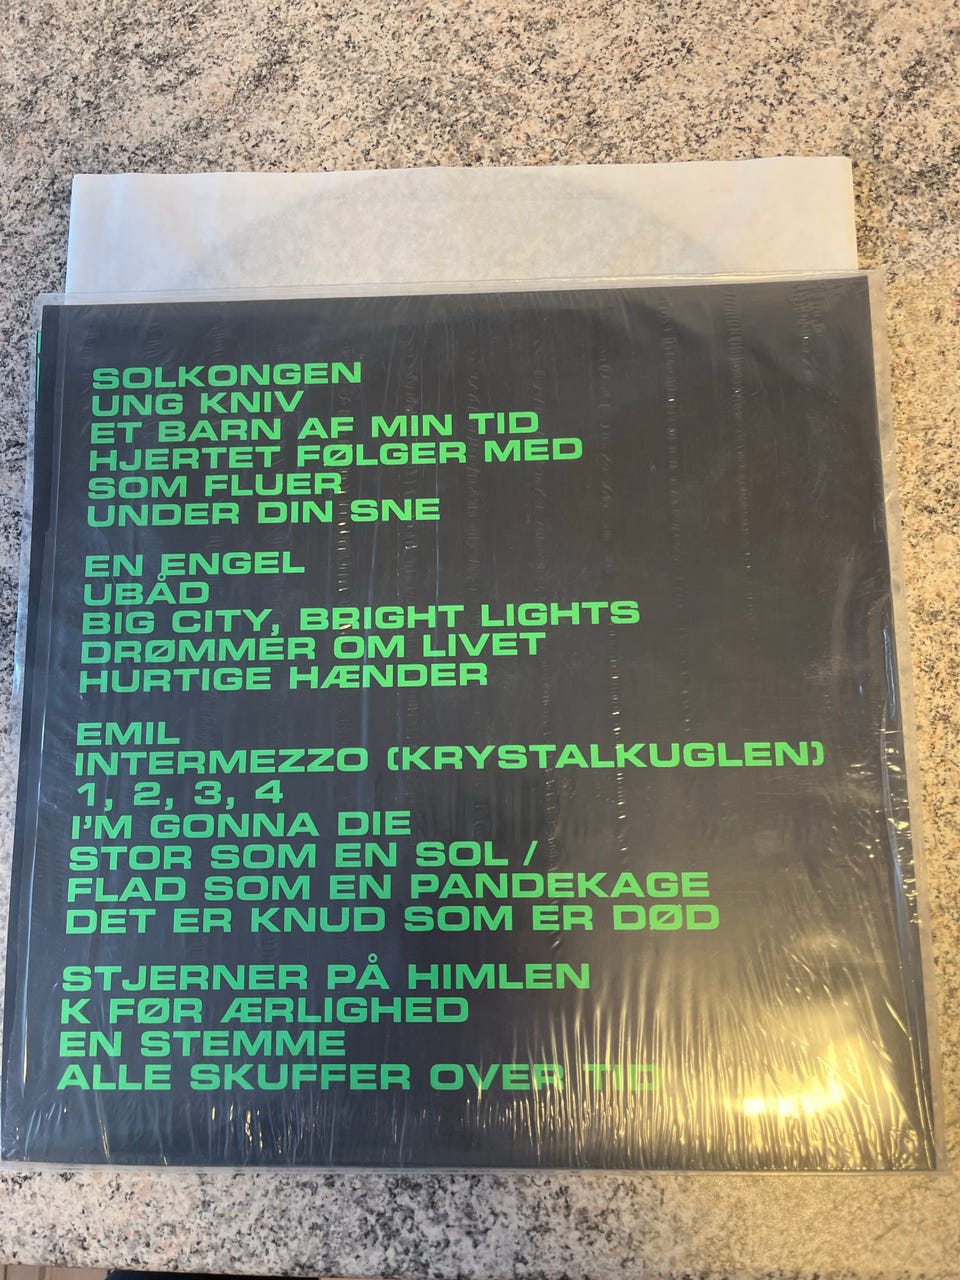 SOLKONGEN
UNG KNIV
ET BARN AF MIN TID
HJERTET FØLGER MED
SOM FLUER
UNDER DIN SNE
EN ENGEL
UBÅD
BIG CITY, BRIGHT LIGHTS
DRØMMER OM LIVET
HURTIGE HÆNDER
EMIL
INTERMEZZO (KRYSTALKUGLEN)
1, 2, 3, 4
I'M GONNA DIE
STOR SOM EN SOL /
FLAD SOM EN PANDEKAGE
DET ER KNUD SOM ER DØD
STJERNER PÅ HIMLEN
K FØR ÆRLIGHED
EN STEMME
ALLE SKUFFER OVER TID